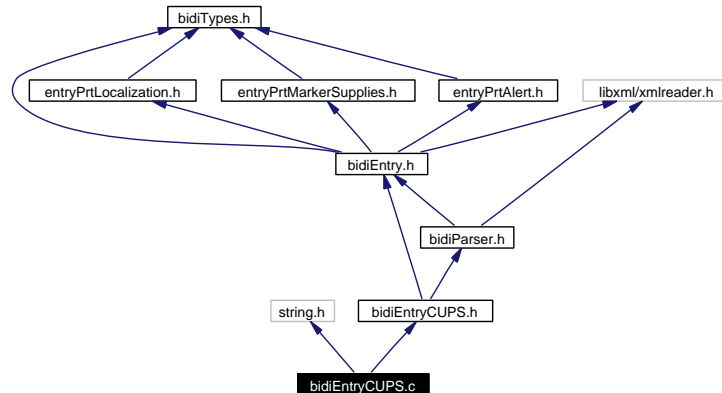 bidiTypes.h
entryPrtLocalization.h
entryPrtMarkerSupplies.h
entryPrtAlert.h
libxml/xmlreader.h
bidiEntry.h
bidiParser.h
string.h
bidiEntryCUPS.h
bidiEntryCUPS.c